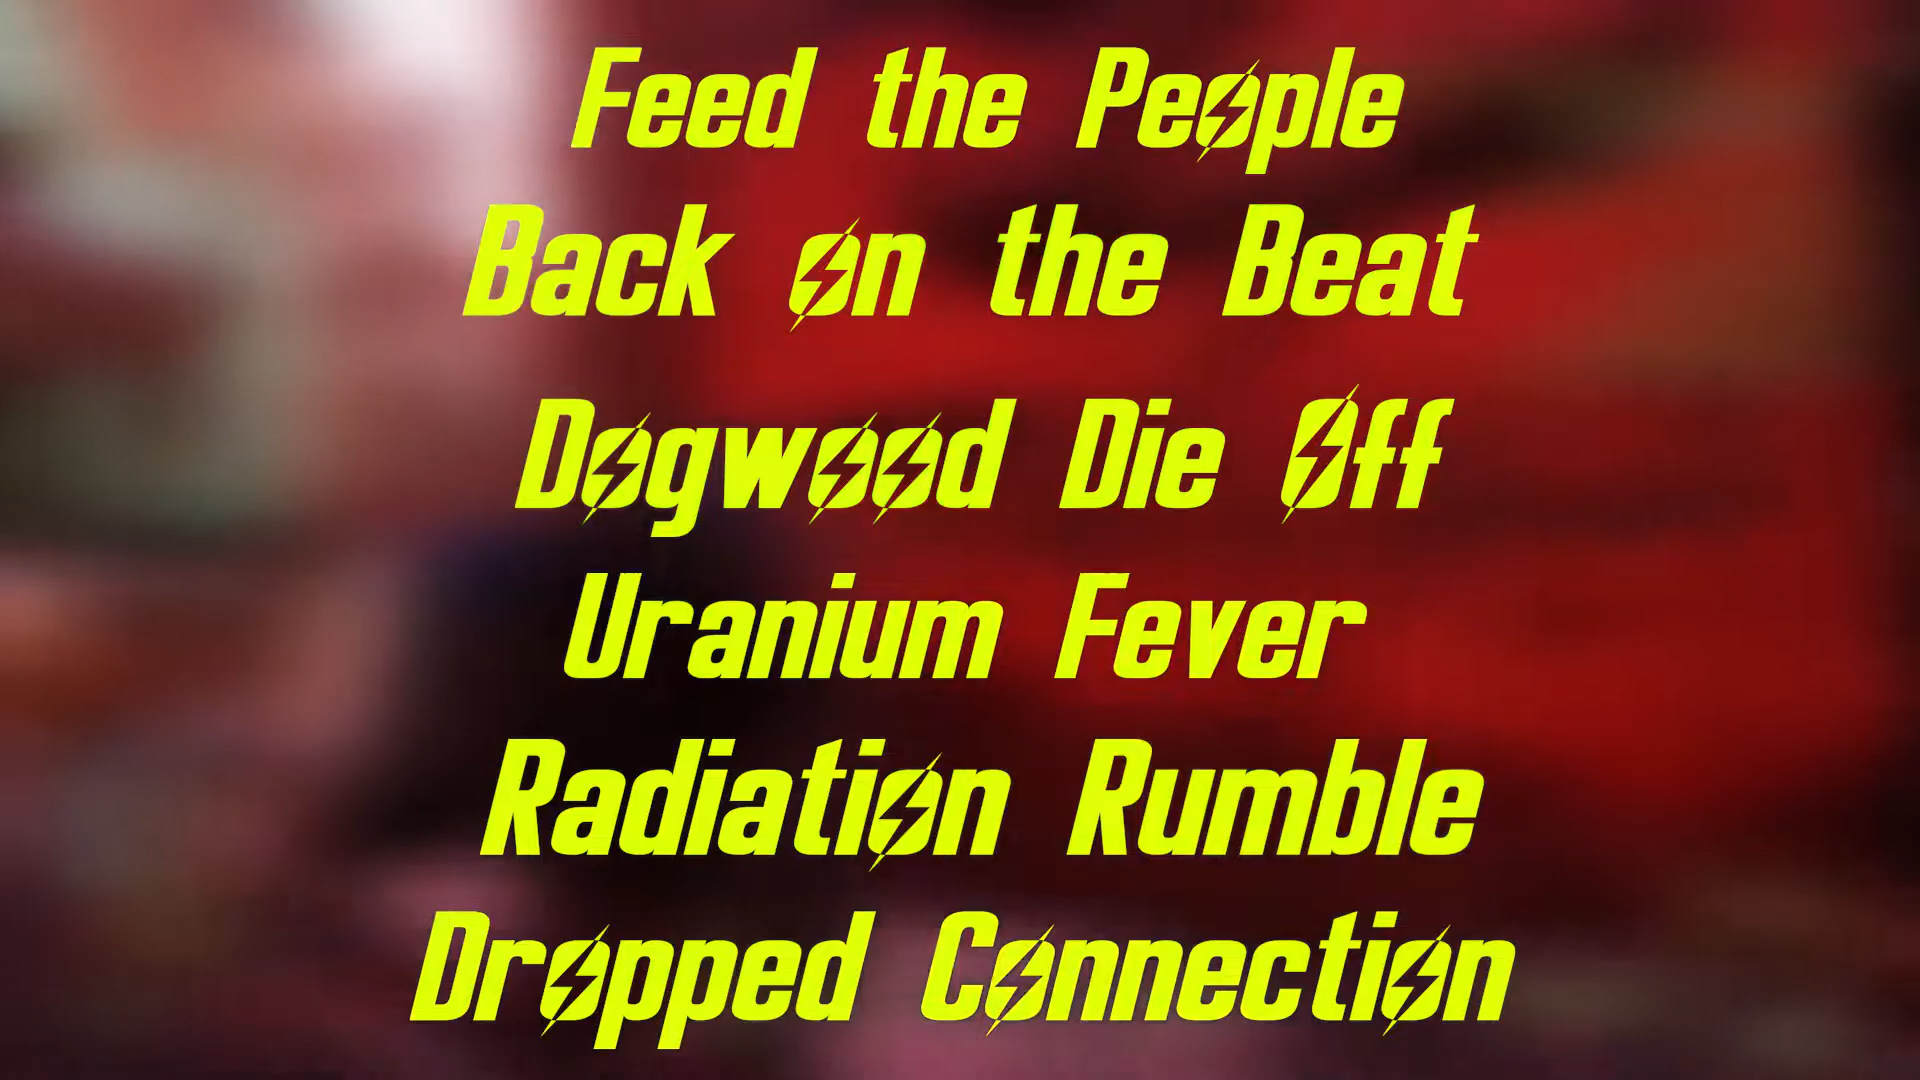 Feed the People
Back on the Beat
Dogwood Die Off
Uranium Fever
Radiation Rumble
Dropped Connection